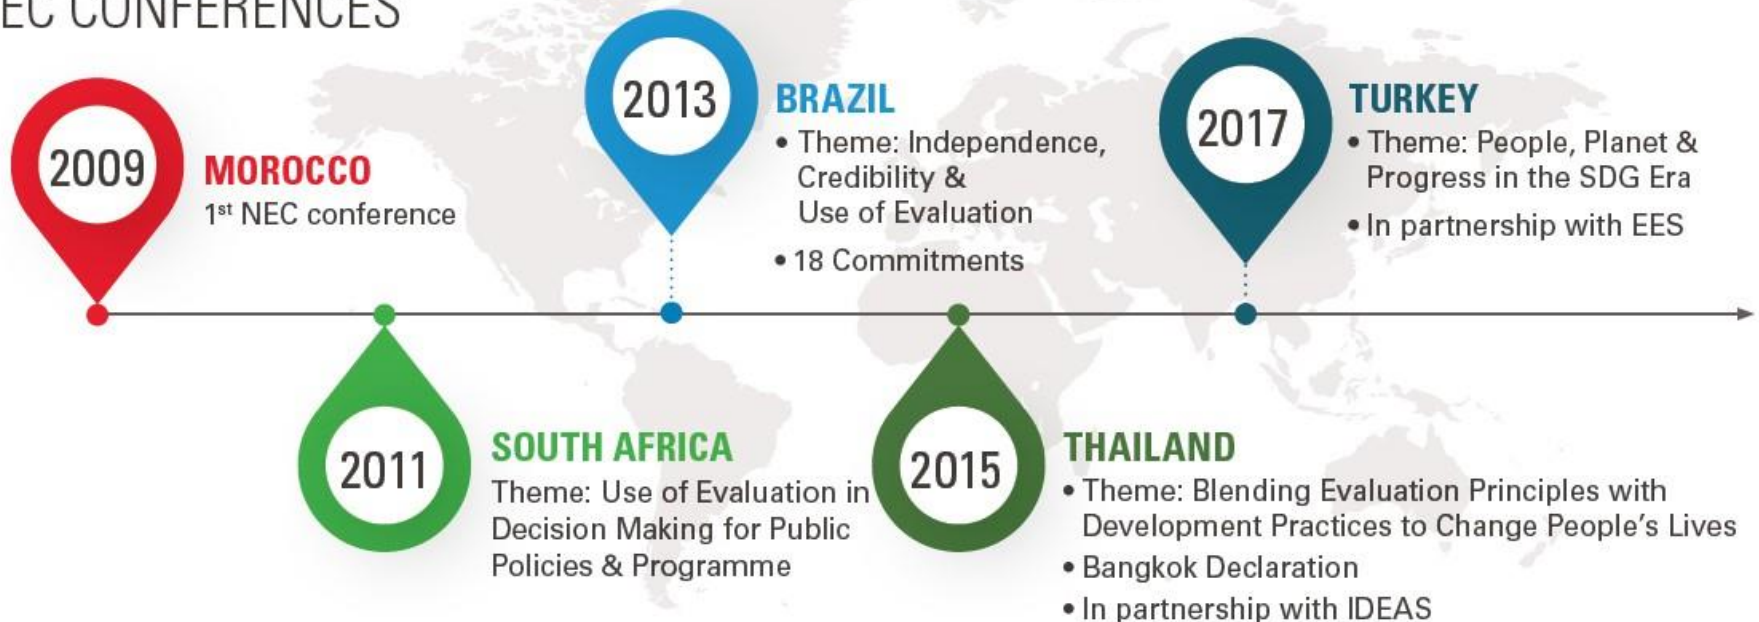 EC CONFERENCES
2009
MOROCCO
1st NEC conference
2011
SOUTH AFRICA
Theme: Use of Evaluation in
Decision Making for Public
Policies & Programme
2013
BRAZIL
• Theme: Independence,
Credibility &
Use of Evaluation
• 18 Commitments
2015
THAILAND
• Theme: Blending Evaluation Principles with
Development Practices to Change People’s Lives
• Bangkok Declaration
• In partnership with IDEAS
2017
TURKEY
• Theme: People, Planet &
Progress in the SDG Era
• In partnership with EES